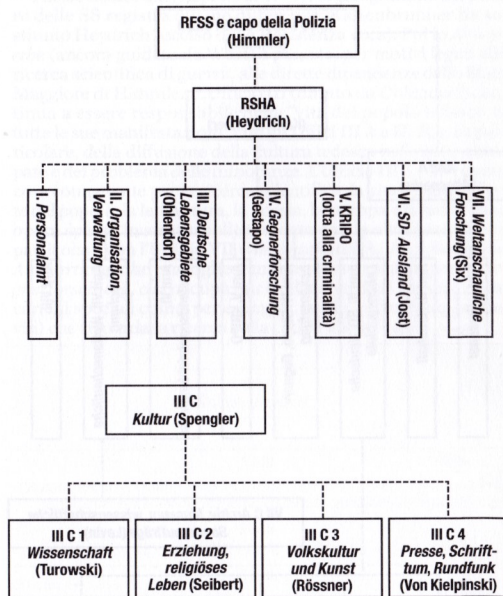 RFSS e capo della Polizia
(Himmler)
RSHA
(Heydrich)
I. Personalamt
II. Organisation,
Verwaltung
III. Deutsche
Lebensgebiete
(Ohlendorf)
IV. Gegnerforschung
(Gestapo)
V. KRIPO
(lotta alla criminalità)
VI. SD- Ausland (Jost)
VII. Weltanschauliche
Forschung (Six)
III C
Kultur (Spengler)
III C 1
Wissenschaft
(Turowski)
III C 2
Erziehung,
religiöses
Leben (Seibert)
III C 3
Volkskultur
und Kunst
(Rössner)
III C 4
Presse, Schrift-
tum, Rundfunk
(Von Kielpinski)